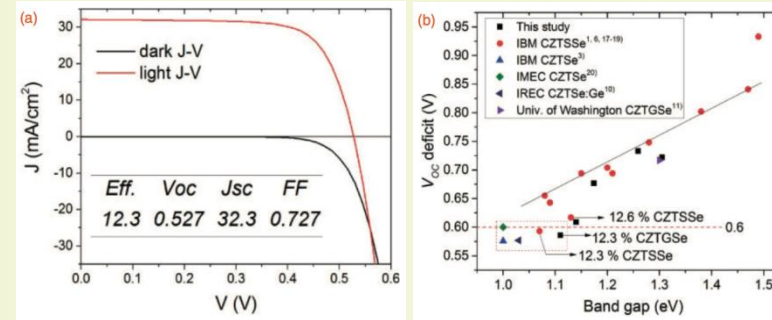 (a)
J (mA/cm²)
30
20
10
0
-10
-20
-30
dark J-V
light J-V
Eff. Voc Jsc FF
12.3 0.527 32.3 0.727
0.0 0.1 0.2 0.3 0.4 0.5 0.6
V (V)
(b)
V_OC deficit (V)
0.95
0.90
0.85
0.80
0.75
0.70
0.65
0.60
0.55
This study
IBM CZTSSe1, 6, 17-19)
IBM CZTSe3)
IMEC CZTSe20)
IREC CZTSe:Ge10)
Univ. of Washington CZTGSe11)
12.6 % CZTSSe
0.6
12.3 % CZTGSe
12.3 % CZTSSe
1.0 1.1 1.2 1.3 1.4 1.5
Band gap (eV)